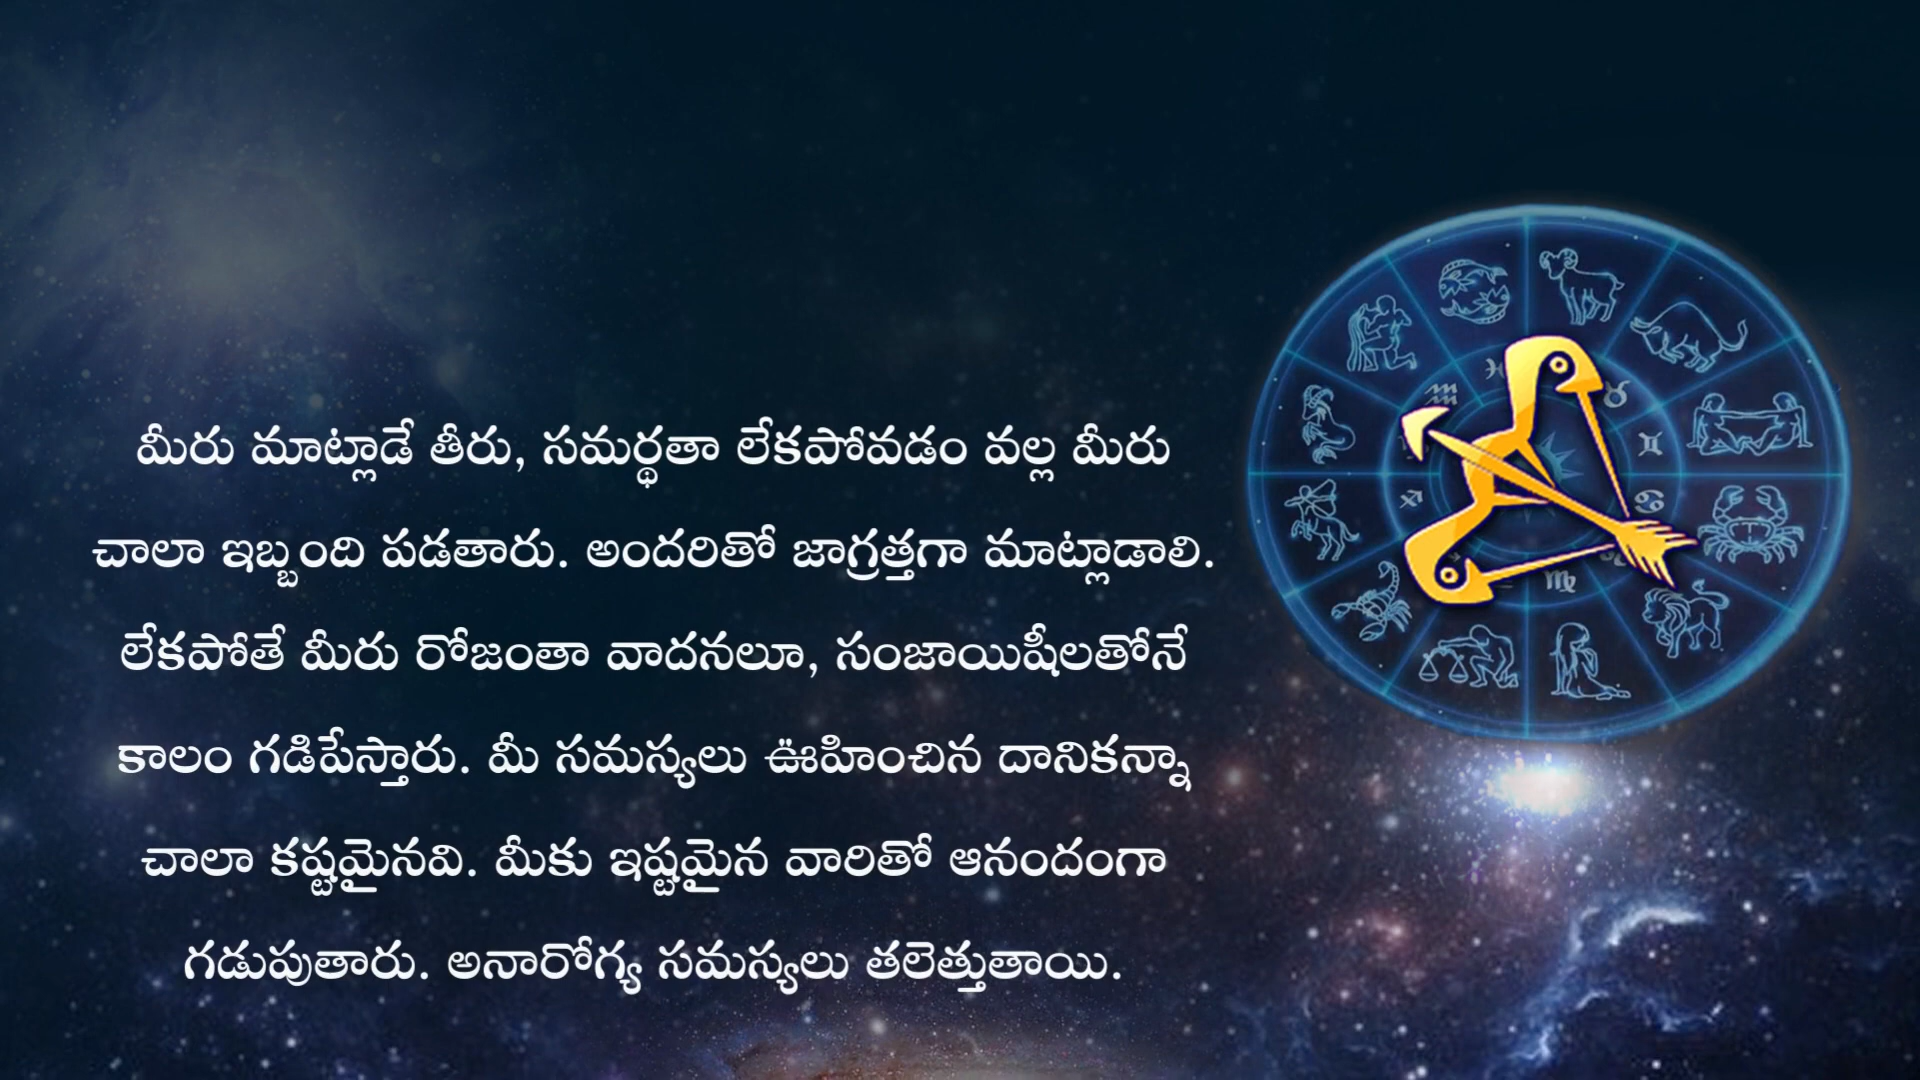 మీరు మాట్లాడే తీరు, సమర్థతా లేకపోవడం వల్ల మీరు
చాలా ఇబ్బంది పడతారు. అందరితో జాగ్రత్తగా మాట్లాడాలి.
లేకపోతే మీరు రోజంతా వాదనలూ, సంజాయిషీలతోనే
కాలం గడిపేస్తారు. మీ సమస్యలు ఊహించిన దానికన్నా
చాలా కష్టమైనవి. మీకు ఇష్టమైన వారితో ఆనందంగా
గడుపుతారు. అనారోగ్య సమస్యలు తలెత్తుతాయి.